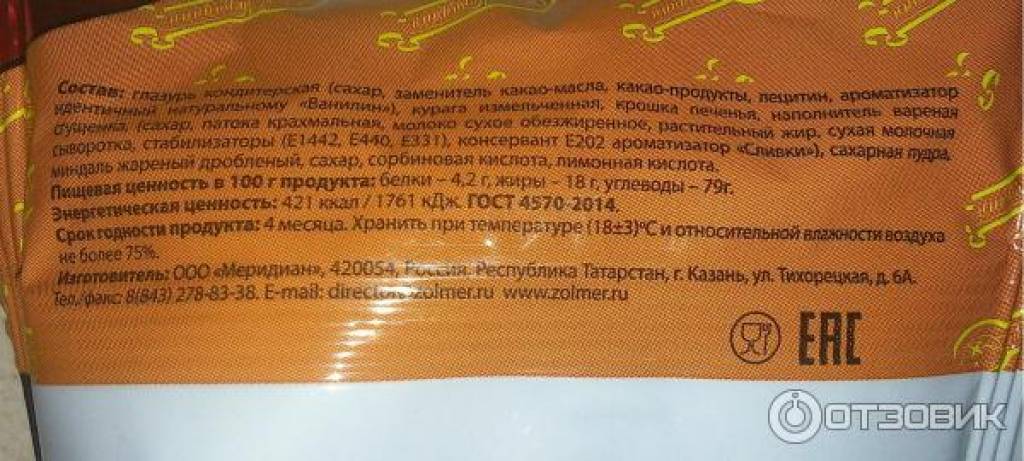 Состав: глазурь кондитерская (сахар, заменитель какао-масла, какао-продукты, лецитин, ароматизатор
идентичный натуральному «Ванилин»), курага измельченная, крошка печенья, наполнитель вареная
сгущенка, (сахар, патока крахмальная, молоко сухое обезжиренное, растительный жир, сухая молочная
сыворотка, стабилизаторы (Е1442, Е440, Е331), консервант Е202 ароматизатор «Сливки»), сахарная пудра,
миндаль жареный дробленый, сахар, сорбиновая кислота, лимонная кислота.
Пищевая ценность в 100 г продукта: белки – 4,2 г, жиры – 18 г, углеводы – 79г.
Энергетическая ценность: 421 ккал / 1761 кДж. ГОСТ 4570-2014.
Срок годности продукта: 4 месяца. Хранить при температуре (18±3)ºС и относительной влажности воздуха
не более 75%.
Изготовитель: ООО «Меридиан», 420054, Россия. Республика Татарстан, г. Казань, ул. Тихорецкая, д. 6А.
Тел./факс: 8(843) 278-83-38. E-mail: director@zolmer.ru www.zolmer.ru
ЕАС
ОТЗОВИК